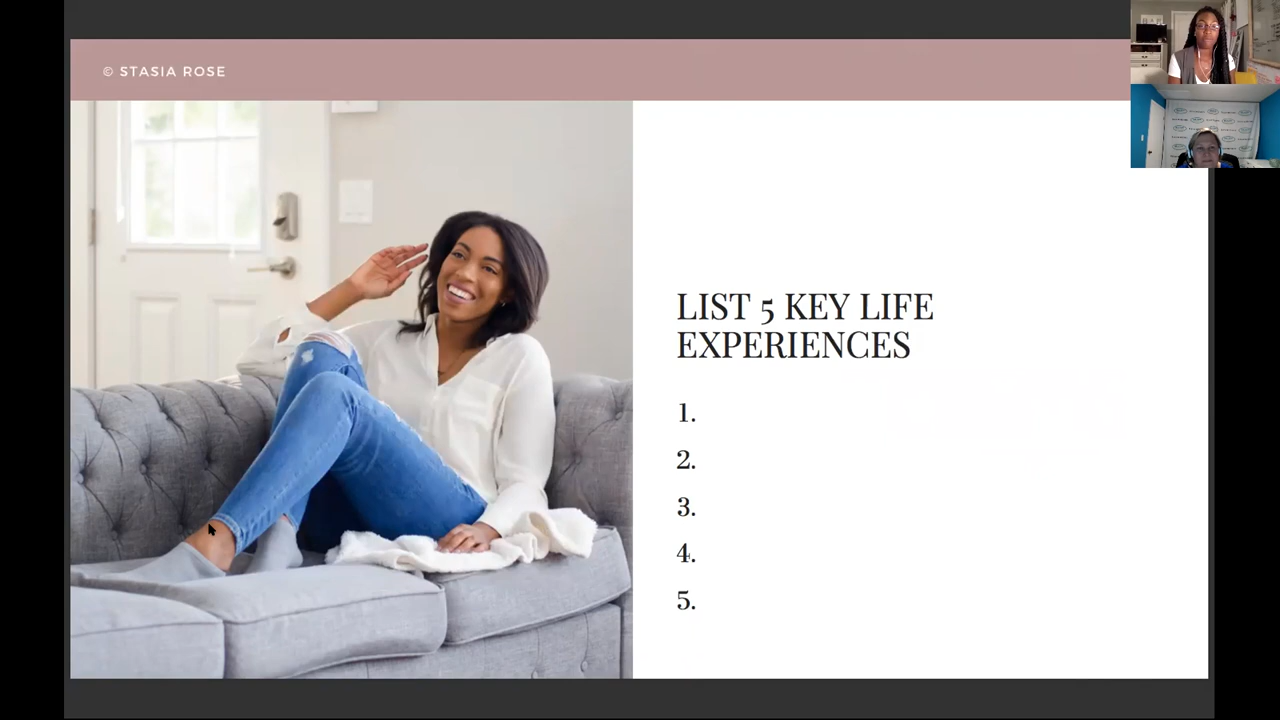 © STASIA ROSE
LIST 5 KEY LIFE
EXPERIENCES
1.
2.
3.
4.
5.